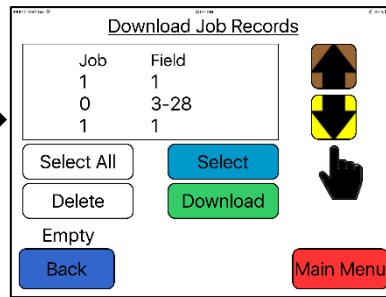 Download Job Records
Job Field
1 1
0 3-28
1 1
Select All Select
Delete Download
Empty
Back Main Menu